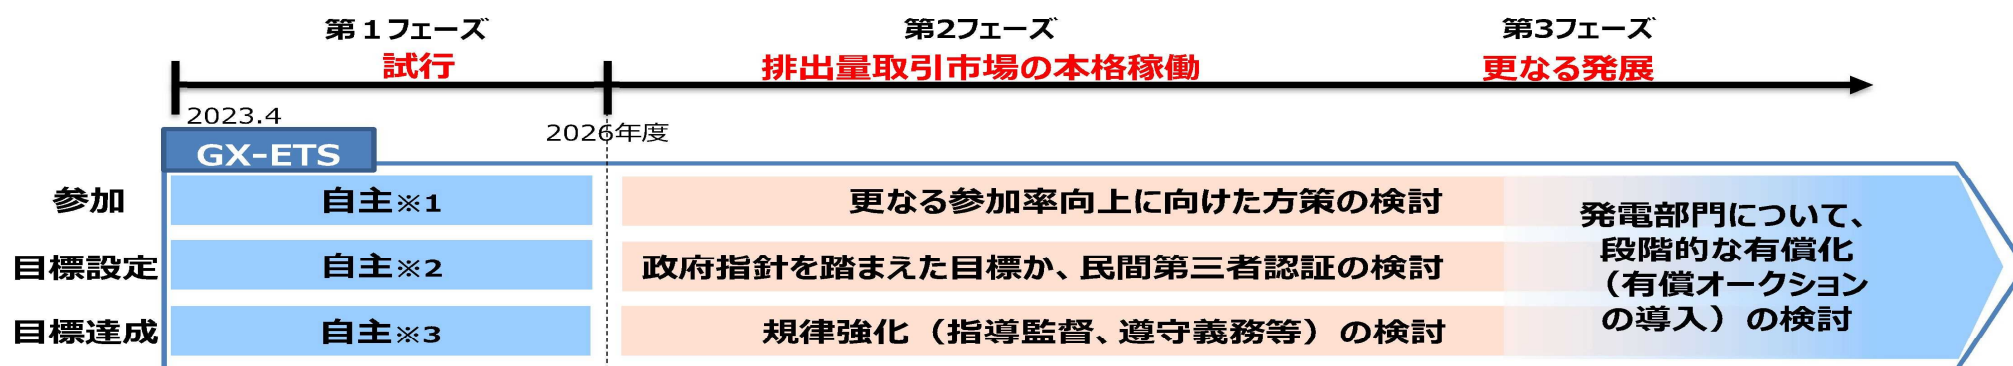 第１フェーズ
第2フェーズ
第3フェーズ
試行
排出量取引市場の本格稼働
更なる発展
2023.4
2026年度
GX-ETS
参加
自主※1
更なる参加率向上に向けた方策の検討
目標設定
自主※2
政府指針を踏まえた目標か、民間第三者認証の検討
目標達成
自主※3
規律強化（指導監督、遵守義務等）の検討
発電部門について、
段階的な有償化
（有償オークション
の導入）の検討